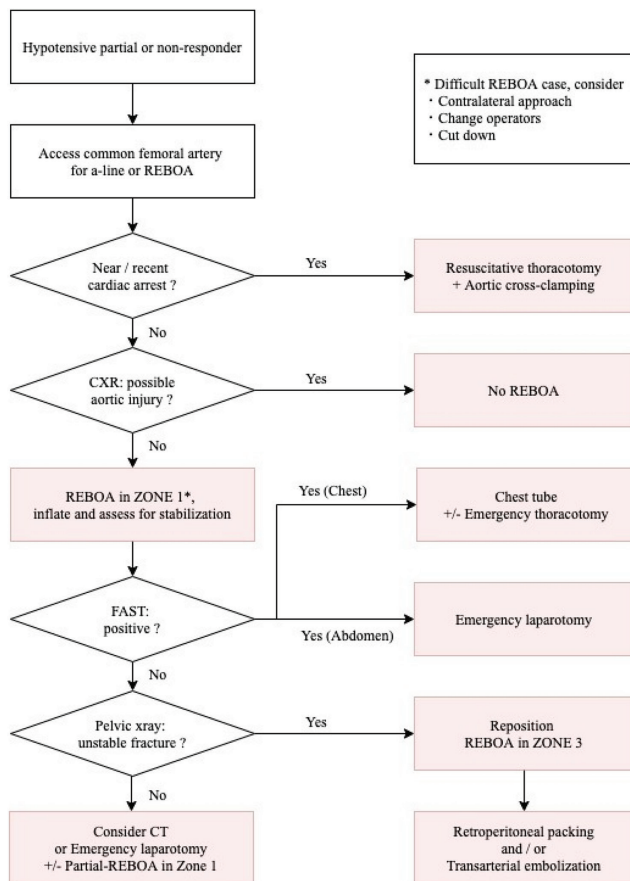 Hypotensive partial or non-responder
* Difficult REBOA case, consider
・Contralateral approach
・Change operators
・Cut down
Access common femoral artery
for a-line or REBOA
Near / recent
cardiac arrest ?
Yes
Resuscitative thoracotomy
+ Aortic cross-clamping
No
CXR: possible
aortic injury ?
Yes
No REBOA
No
REBOA in ZONE 1*,
inflate and assess for stabilization
Yes (Chest)
Chest tube
+/- Emergency thoracotomy
FAST:
positive ?
Yes (Abdomen)
Emergency laparotomy
No
Pelvic xray:
unstable fracture ?
Yes
Reposition
REBOA in ZONE 3
No
Consider CT
or Emergency laparotomy
+/- Partial-REBOA in Zone 1
Retroperitoneal packing
and / or
Transarterial embolization